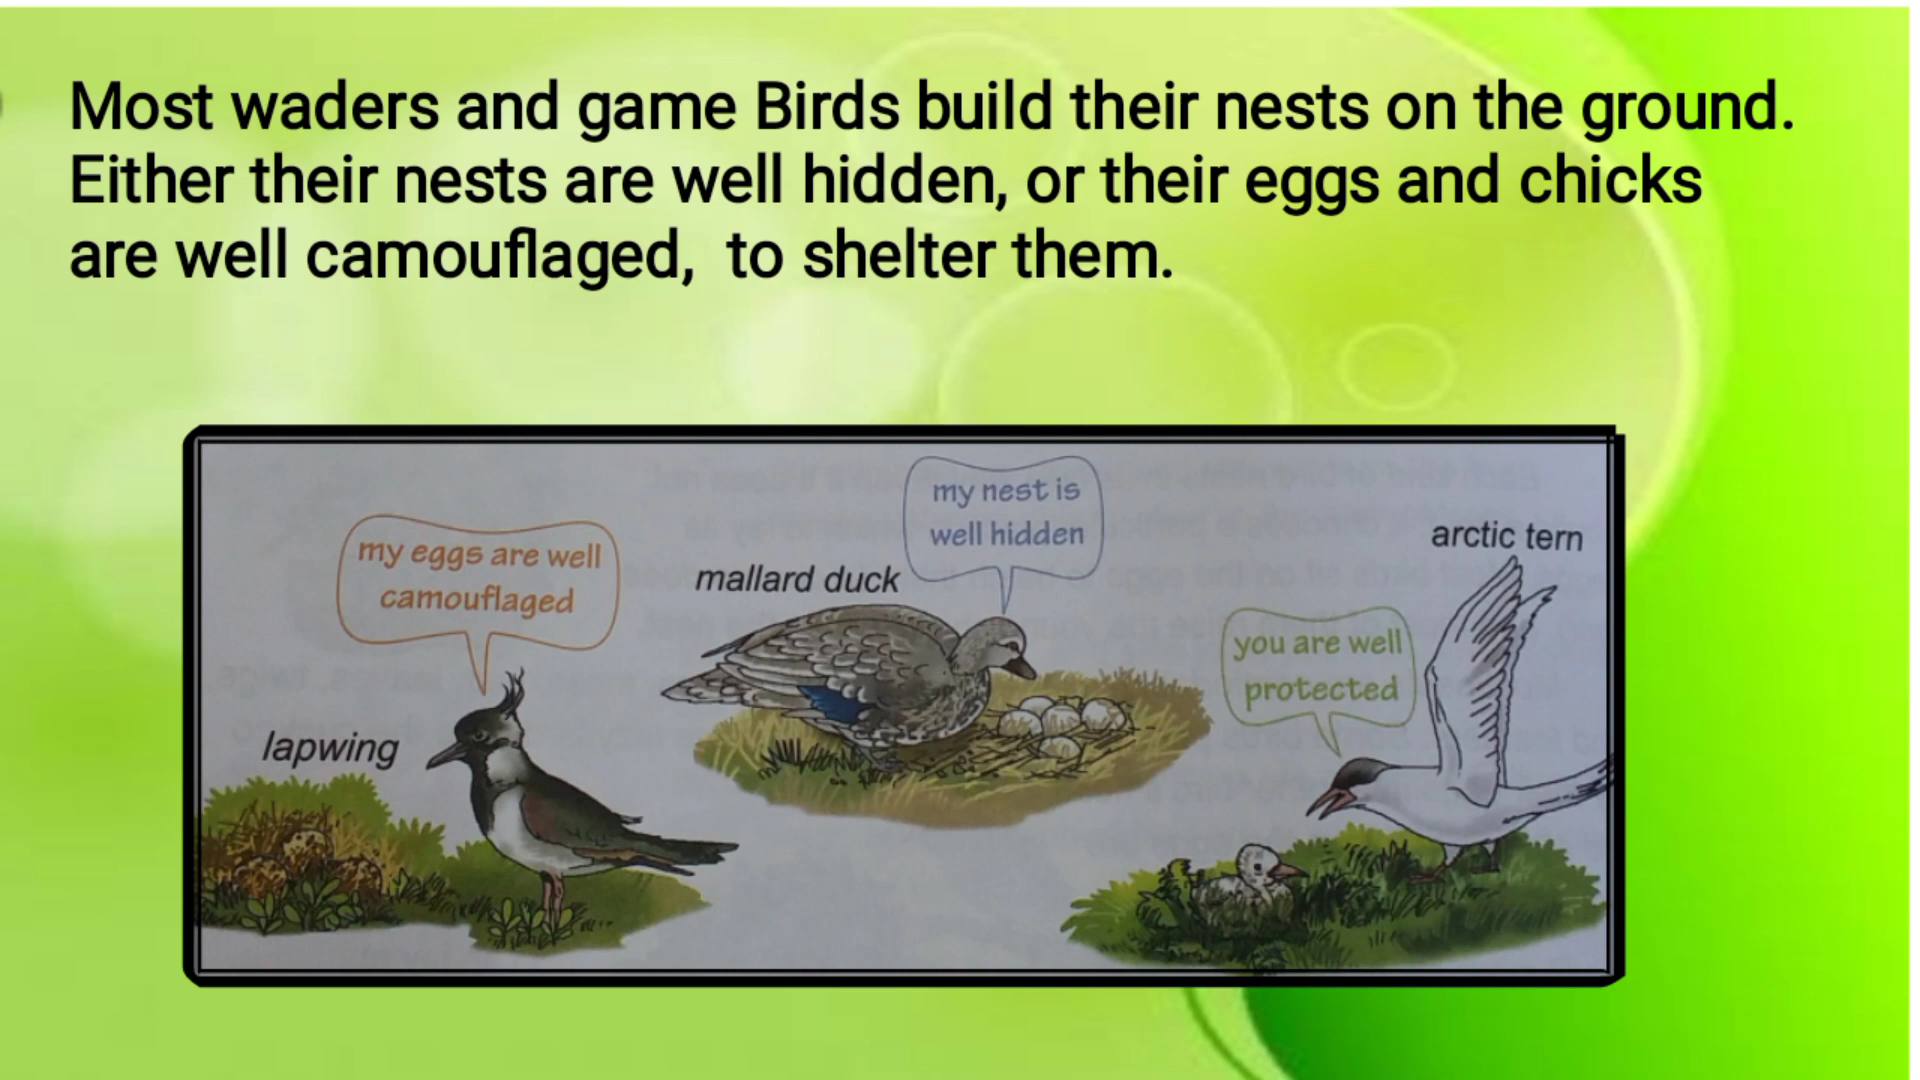 Most waders and game Birds build their nests on the ground.
Either their nests are well hidden, or their eggs and chicks
are well camouflaged, to shelter them.
my nest is
well hidden
arctic tern
my eggs are well
camouflaged
mallard duck
you are well
protected
lapwing